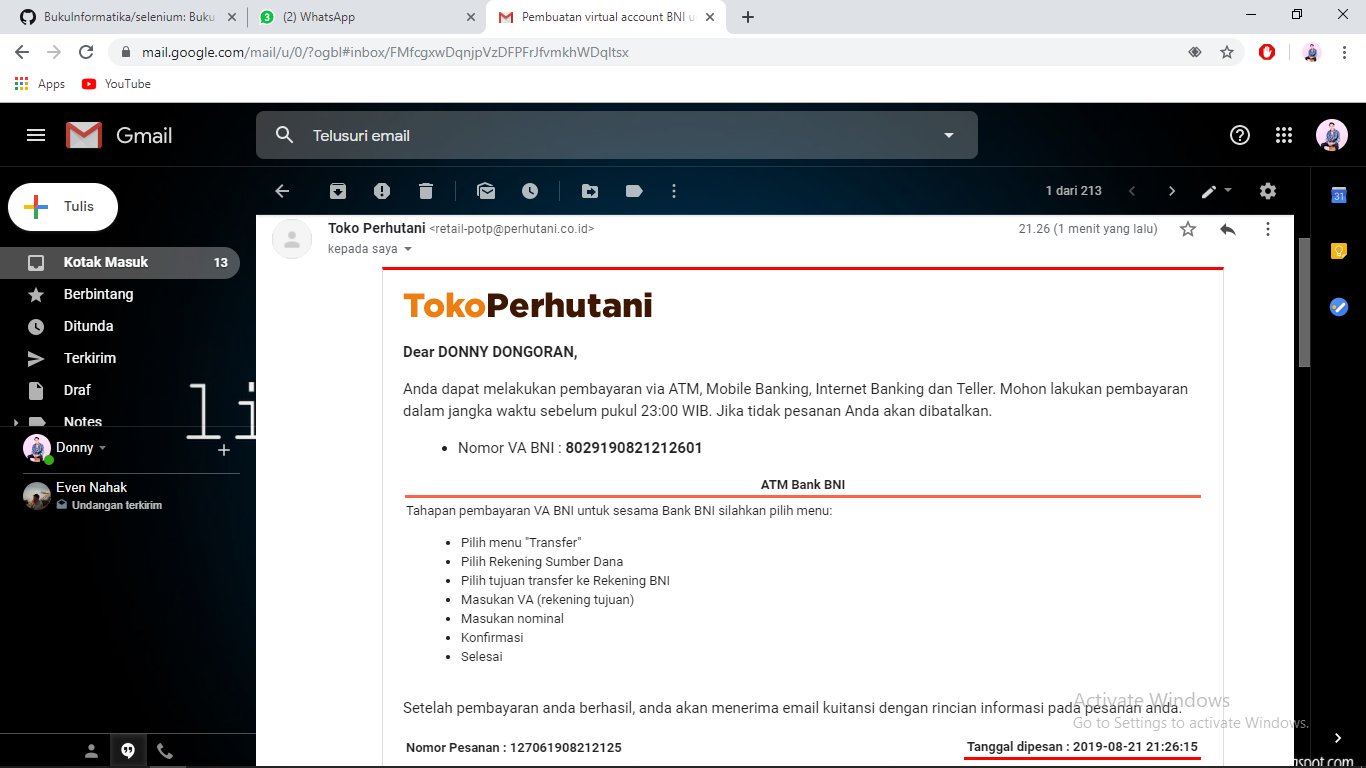 BukuInformatika/selenium: Buku
3
(2) WhatsApp
Pembuatan virtual account BNI u
mail.google.com/mail/u/0/?ogbl#inbox/FMfcgxwDqnjpVzDFPFrJfvmkhWDqltsx
Apps
YouTube
Gmail
Telusuri email
Tulis
1 dari 213
31
Kotak Masuk 13
Berbintang
Ditunda
Terkirim
Draf
Notes
li
Donny
Even Nahak
Undangan terkirim
Toko Perhutani <retail-potp@perhutani.co.id>
21.26 (1 menit yang lalu)
kepada saya
TokoPerhutani
Dear DONNY DONGORAN,
Anda dapat melakukan pembayaran via ATM, Mobile Banking, Internet Banking dan Teller. Mohon lakukan pembayaran
dalam jangka waktu sebelum pukul 23:00 WIB. Jika tidak pesanan Anda akan dibatalkan.
• Nomor VA BNI : 8029190821212601
ATM Bank BNI
Tahapan pembayaran VA BNI untuk sesama Bank BNI silahkan pilih menu:
• Pilih menu "Transfer"
• Pilih Rekening Sumber Dana
• Pilih tujuan transfer ke Rekening BNI
• Masukan VA (rekening tujuan)
• Masukan nominal
• Konfirmasi
• Selesai
Setelah pembayaran anda berhasil, anda akan menerima email kuitansi dengan rincian informasi pada pesanan anda.
Nomor Pesanan : 127061908212125
Tanggal dipesan : 2019-08-21 21:26:15
Activate Windows
Go to Settings to activate Windows.